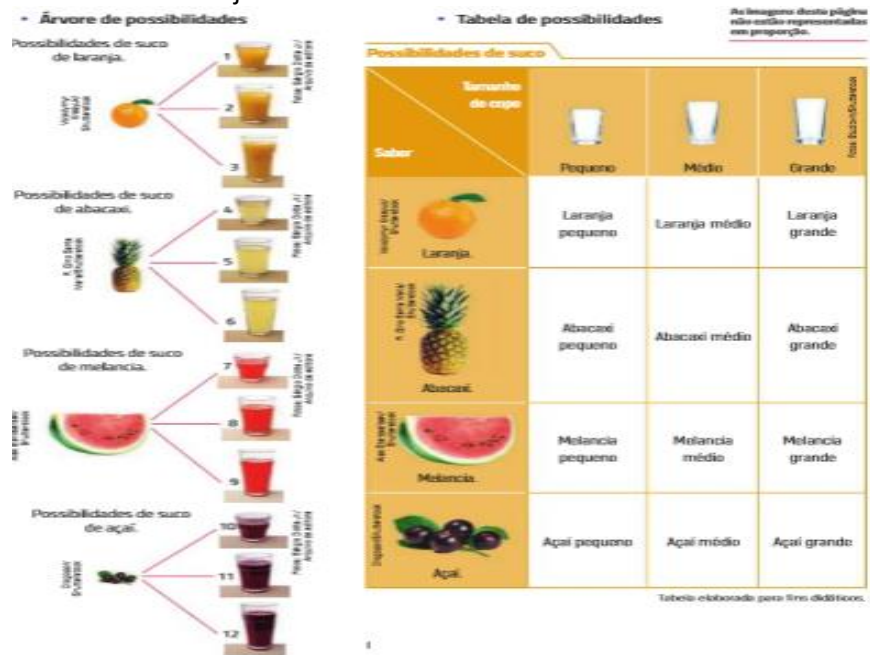 • Árvore de possibilidades
Possibilidades de suco
de laranja.
1
2
3
Possibilidades de suco
de abacaxi.
4
5
6
Possibilidades de suco
de melancia.
7
8
9
Possibilidades de suco
de açaí.
10
11
12
• Tabela de possibilidades
As imagens desta página
não estão representadas
em proporção.
Possibilidades de suco
Tamanho
do copo
Sabor
Pequeno
Médio
Grande
Laranja.
Laranja
pequeno
Laranja médio
Laranja
grande
Abacaxi.
Abacaxi
pequeno
Abacaxi médio
Abacaxi
grande
Melancia.
Melancia
pequeno
Melancia
médio
Melancia
grande
Açaí.
Açaí pequeno
Açaí médio
Açaí grande
Tabela elaborada para fins didáticos.